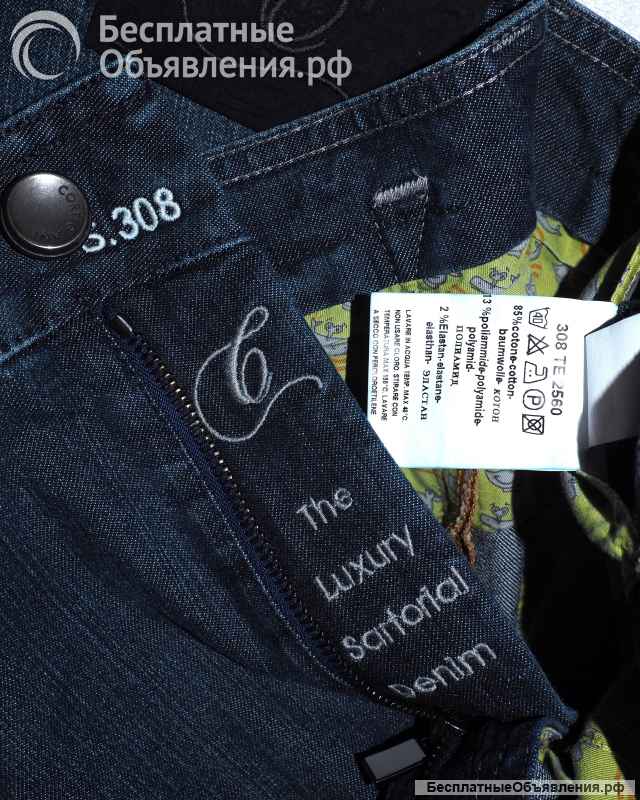 Бесплатные
Объявления.рф
s.308
The
Luxury
Sartorial
Denim
308 TE 2560
85%cotone-cotton-
baumwolle- КОТОН
13 %poliammide-polyamide-
polyamid-
ПОЛИАМИД
2 %Elastan-elastane-
elasthan- ЭЛАСТАН
LAVARE IN ACQUA TEMP. MAX 40°C
NON USARE CLORO. STIRARE CON
TEMPERATURA MAX 150°C. LAVARE
A SECCO CON PERCLOROETILENE
БесплатныеОбъявления.рф